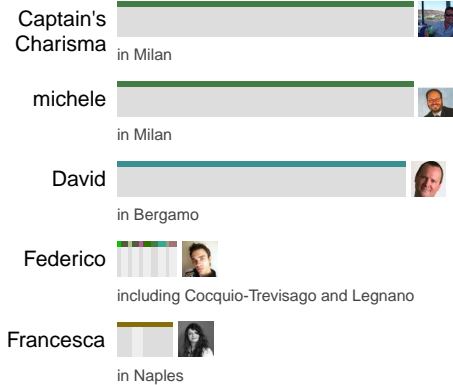 Captain's
Charisma
in Milan
michele
in Milan
David
in Bergamo
Federico
including Cocquio-Trevisago and Legnano
Francesca
in Naples